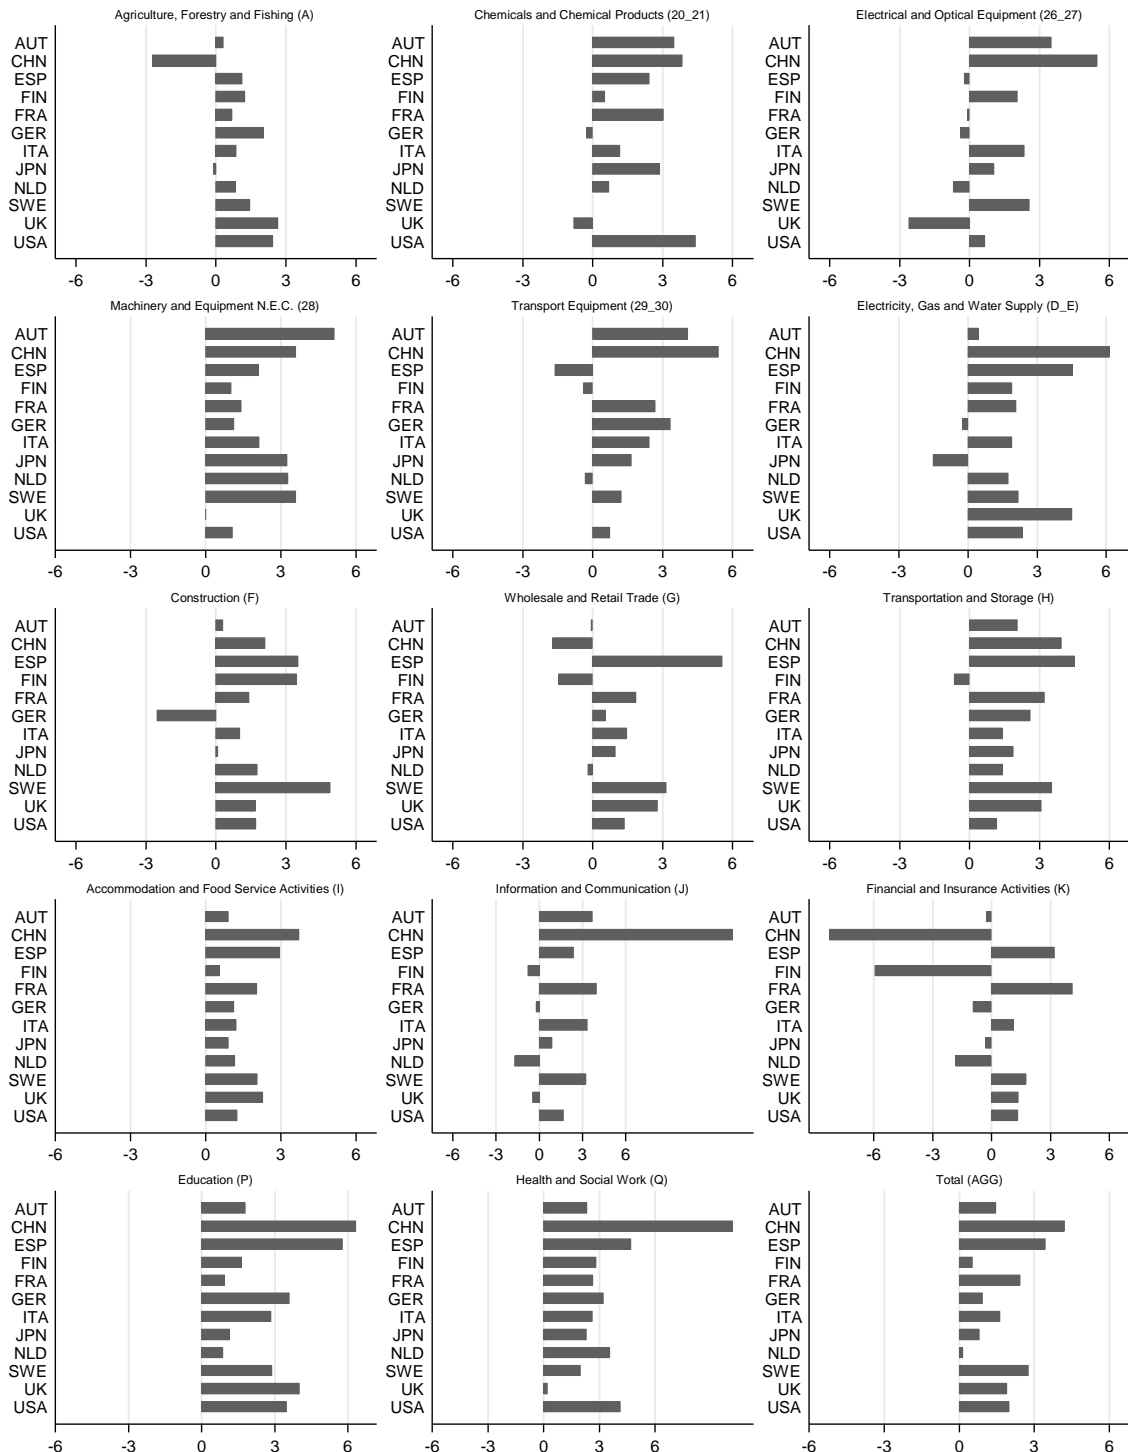 Agriculture, Forestry and Fishing (A)
AUT
CHN
ESP
FIN
FRA
GER
ITA
JPN
NLD
SWE
UK
USA
-6 -3 0 3 6
Chemicals and Chemical Products (20_21)
AUT
CHN
ESP
FIN
FRA
GER
ITA
JPN
NLD
SWE
UK
USA
-6 -3 0 3 6
Electrical and Optical Equipment (26_27)
AUT
CHN
ESP
FIN
FRA
GER
ITA
JPN
NLD
SWE
UK
USA
-6 -3 0 3 6
Machinery and Equipment N.E.C. (28)
AUT
CHN
ESP
FIN
FRA
GER
ITA
JPN
NLD
SWE
UK
USA
-6 -3 0 3 6
Transport Equipment (29_30)
AUT
CHN
ESP
FIN
FRA
GER
ITA
JPN
NLD
SWE
UK
USA
-6 -3 0 3 6
Electricity, Gas and Water Supply (D_E)
AUT
CHN
ESP
FIN
FRA
GER
ITA
JPN
NLD
SWE
UK
USA
-6 -3 0 3 6
Construction (F)
AUT
CHN
ESP
FIN
FRA
GER
ITA
JPN
NLD
SWE
UK
USA
-6 -3 0 3 6
Wholesale and Retail Trade (G)
AUT
CHN
ESP
FIN
FRA
GER
ITA
JPN
NLD
SWE
UK
USA
-6 -3 0 3 6
Transportation and Storage (H)
AUT
CHN
ESP
FIN
FRA
GER
ITA
JPN
NLD
SWE
UK
USA
-6 -3 0 3 6
Accommodation and Food Service Activities (I)
AUT
CHN
ESP
FIN
FRA
GER
ITA
JPN
NLD
SWE
UK
USA
-6 -3 0 3 6
Information and Communication (J)
AUT
CHN
ESP
FIN
FRA
GER
ITA
JPN
NLD
SWE
UK
USA
-6 -3 0 3 6
Financial and Insurance Activities (K)
AUT
CHN
ESP
FIN
FRA
GER
ITA
JPN
NLD
SWE
UK
USA
-6 -3 0 3 6
Education (P)
AUT
CHN
ESP
FIN
FRA
GER
ITA
JPN
NLD
SWE
UK
USA
-6 -3 0 3 6
Health and Social Work (Q)
AUT
CHN
ESP
FIN
FRA
GER
ITA
JPN
NLD
SWE
UK
USA
-6 -3 0 3 6
Total (AGG)
AUT
CHN
ESP
FIN
FRA
GER
ITA
JPN
NLD
SWE
UK
USA
-6 -3 0 3 6